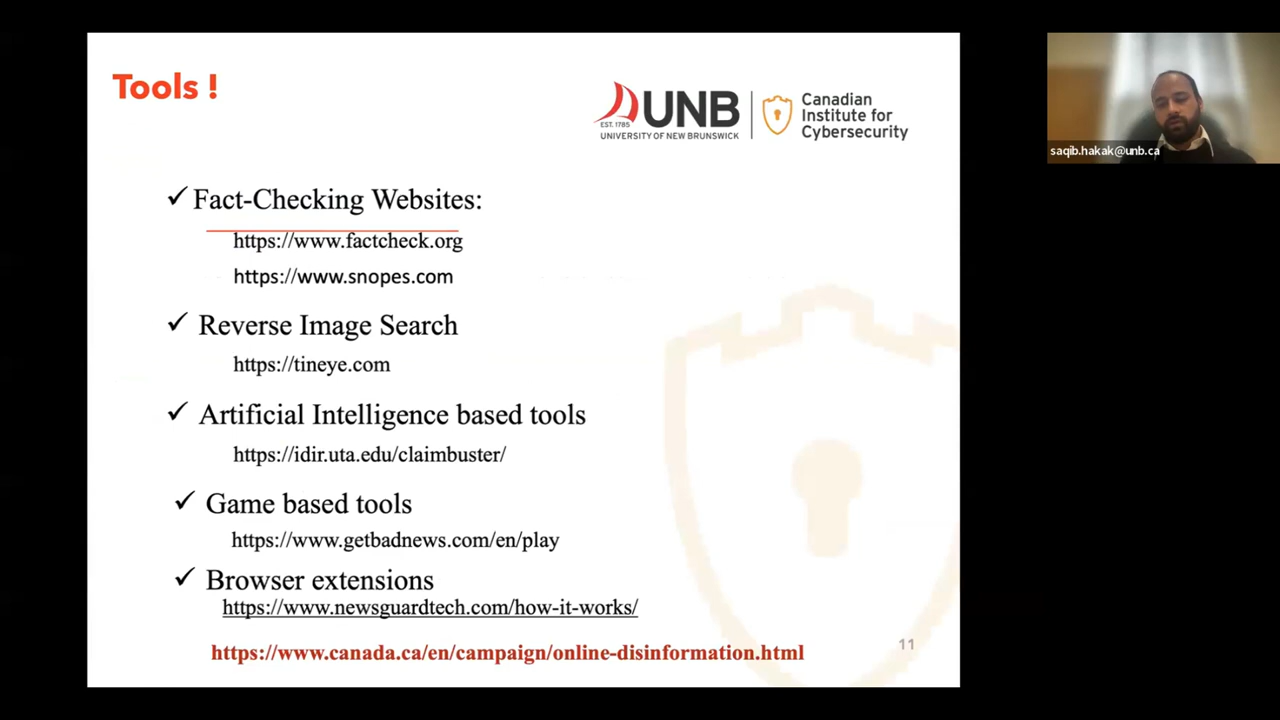 Tools !
EST. 1785
UNB
UNIVERSITY OF NEW BRUNSWICK
Canadian
Institute for
Cybersecurity
saqib.hakak@unb.ca
✓ Fact-Checking Websites:
https://www.factcheck.org
https://www.snopes.com
✓ Reverse Image Search
https://tineye.com
✓ Artificial Intelligence based tools
https://idir.uta.edu/claimbuster/
✓ Game based tools
https://www.getbadnews.com/en/play
✓ Browser extensions
https://www.newsguardtech.com/how-it-works/
https://www.canada.ca/en/campaign/online-disinformation.html
11